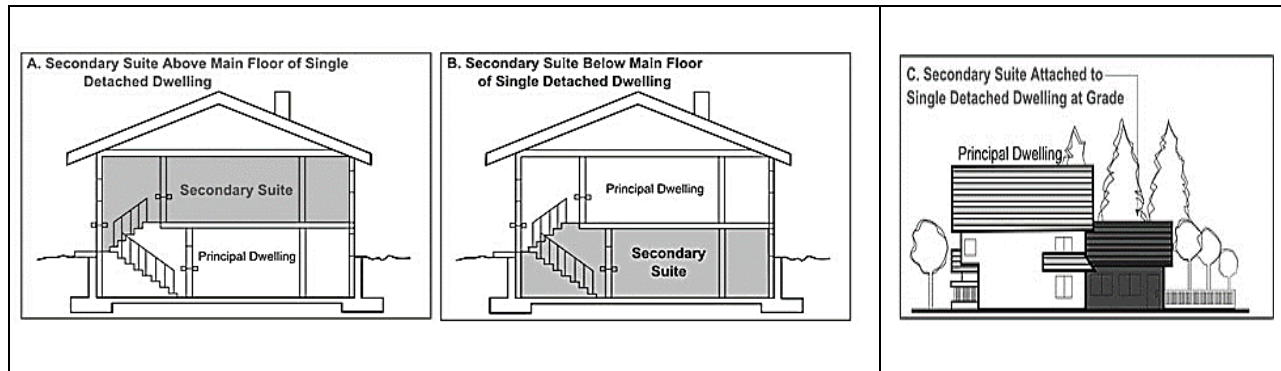 A. Secondary Suite Above Main Floor of Single
Detached Dwelling
Secondary Suite
Principal Dwelling
B. Secondary Suite Below Main Floor
of Single Detached Dwelling
Principal Dwelling
Secondary
Suite
C. Secondary Suite Attached to
Single Detached Dwelling at Grade
Principal Dwelling